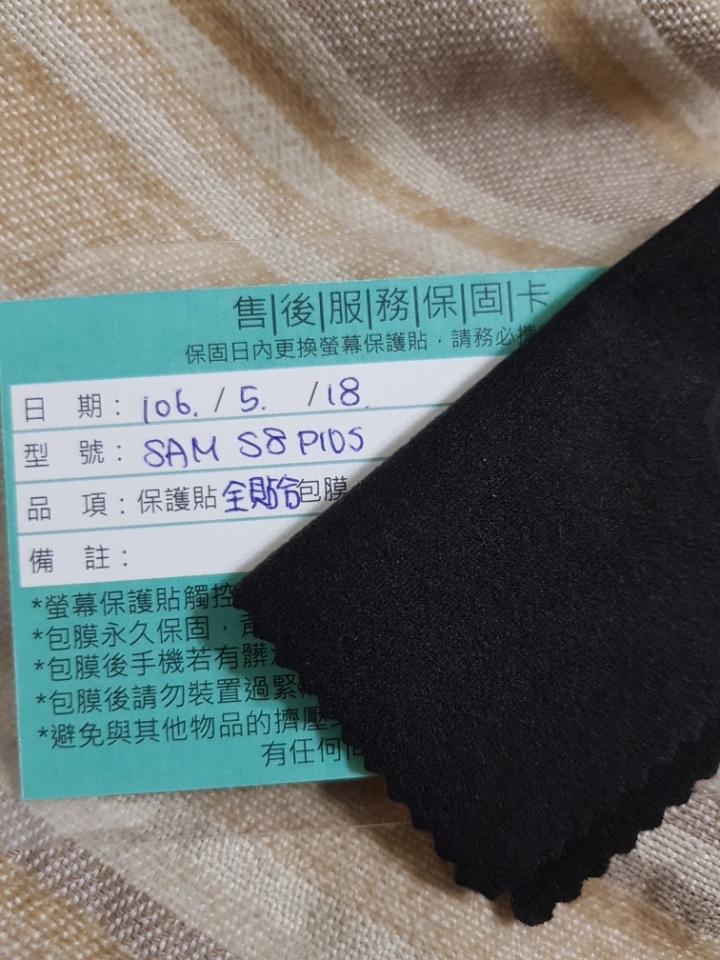 售|後|服|務|保|固|卡
保固日內更換螢幕保護貼,請務必
日 期: 106. / 5. / 18.
型 號: SAM S8 PlUS
品 項: 保護貼 全貼合 包膜
備 註:
*螢幕保護貼觸控
*包膜永久保固,
*包膜後手機若有髒
*包膜後請勿裝置過緊
*避免與其他物品的擠壓
有任何